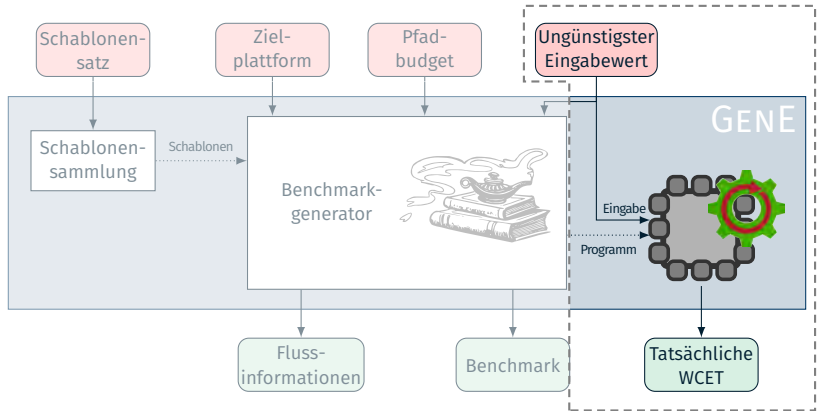 Schablonen-
satz
Ziel-
plattform
Pfad-
budget
Ungünstigster
Eingabewert
GENE
Schablonen-
sammlung
Schablonen
Benchmark-
generator
Eingabe
Programm
Fluss-
informationen
Benchmark
Tatsächliche
WCET